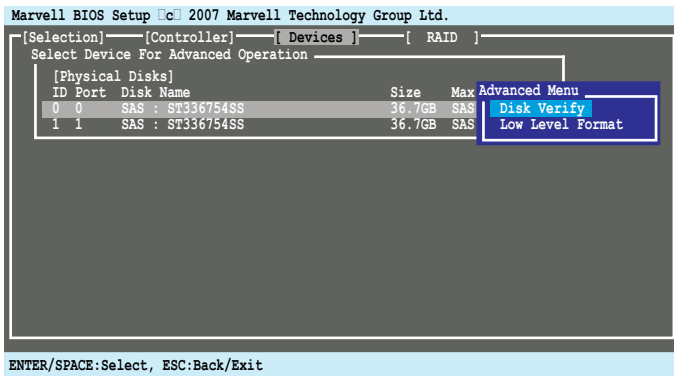 Marvell BIOS Setup □c□ 2007 Marvell Technology Group Ltd.
[Selection] [Controller] [ Devices ] [ RAID ]
Select Device For Advanced Operation
[Physical Disks]
ID Port Disk Name Size Max
0 0 SAS : ST336754SS 36.7GB SAS
1 1 SAS : ST336754SS 36.7GB SAS
Advanced Menu
Disk Verify
Low Level Format
ENTER/SPACE:Select, ESC:Back/Exit